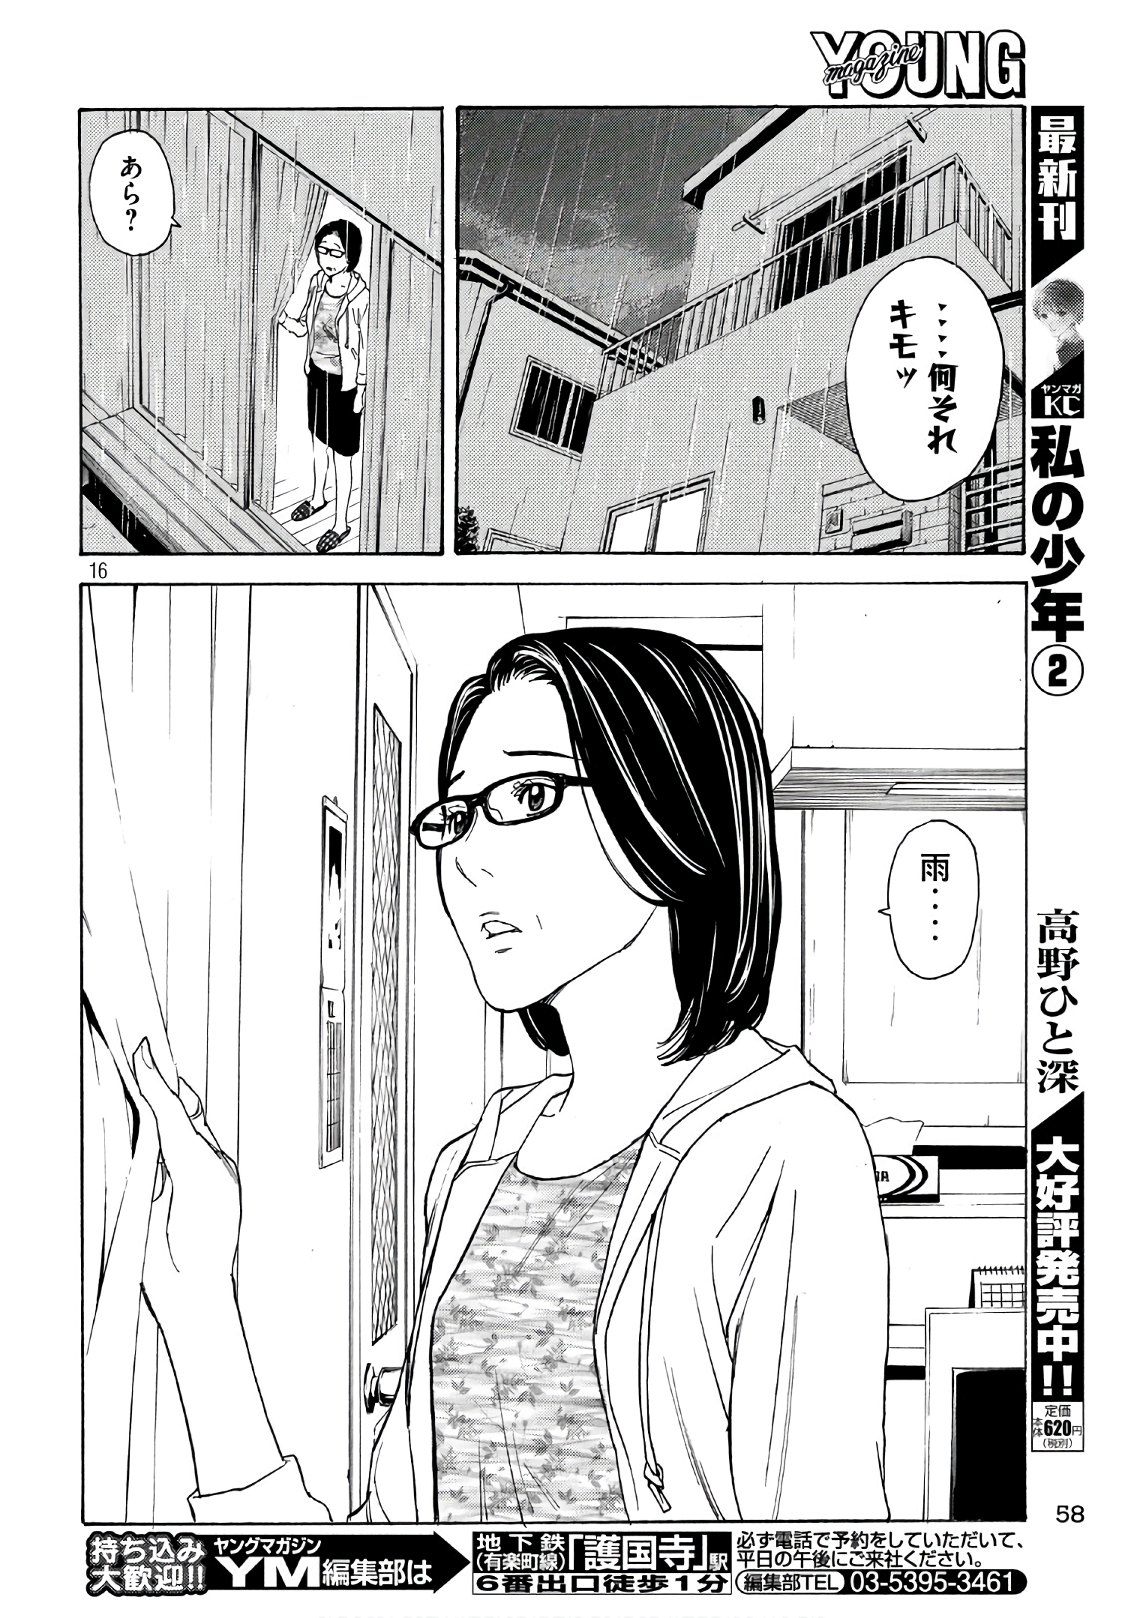 YOUNG
magazine
最新刊
ヤンマガ
KC
私の少年②
高野ひと深
大好評発売中!!
定価
本体620円
(税別)
‥‥何それ
キモッ
あら?
16
雨‥‥
58
持ち込み
大歓迎!!
ヤングマガジン
YM編集部は
地下鉄
(有楽町線)
「護国寺」駅
6番出口徒歩1分
必ず電話で予約をしていただいて、
平日の午後にご来社ください。
編集部TEL 03-5395-3461